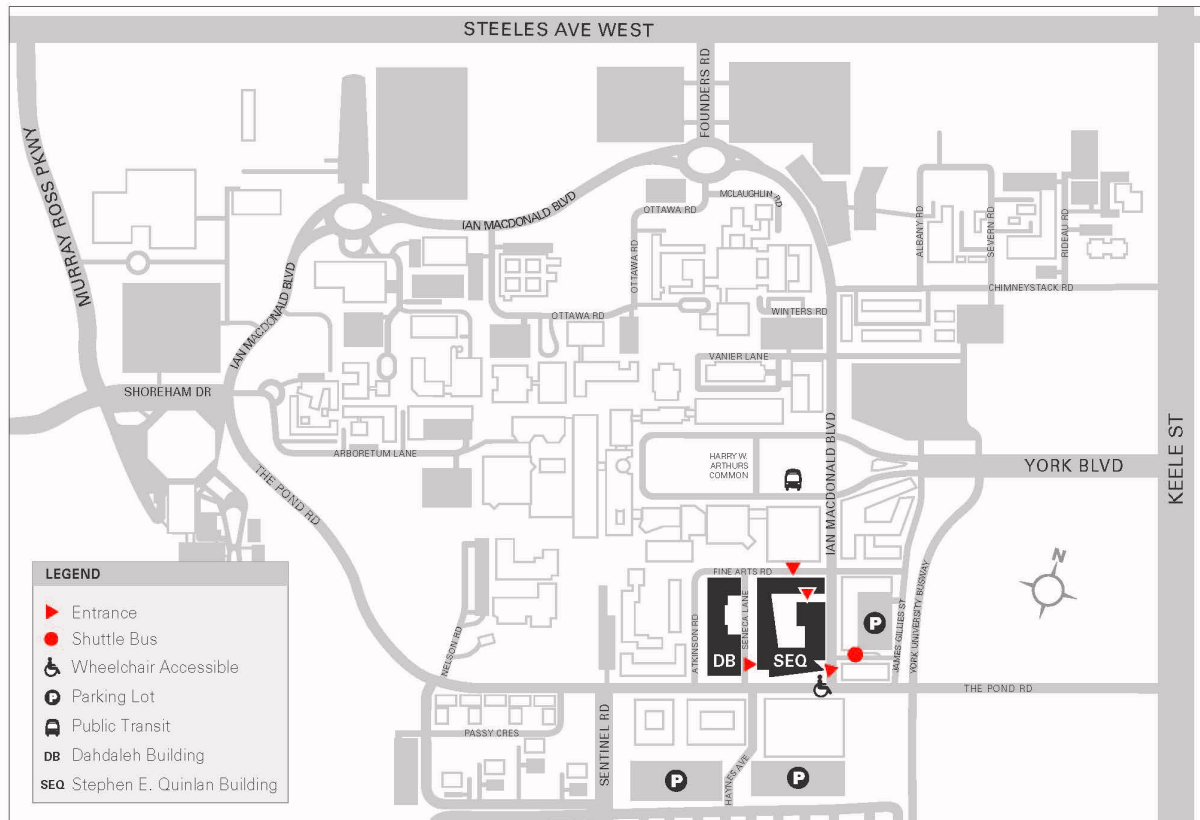 STEELES AVE WEST
MURRAY ROSS PKWY
FOUNDERS RD
KEELE ST
IAN MACDONALD BLVD
MCLAUGHLIN RD
OTTAWA RD
OTTAWA RD
OTTAWA RD
ALBANY RD
SEVERN RD
RIDEAU RD
CHIMNEYSTACK RD
IAN MACDONALD BLVD
WINTERS RD
VANIER LANE
SHOREHAM DR
ARBORETUM LANE
HARRY W.
ARTHURS
COMMON
IAN MACDONALD BLVD
YORK BLVD
THE POND RD
N
FINE ARTS RD
ATKINSON RD
SENECA LANE
JAMES GILLIES ST
YORK UNIVERSITY BUSWAY
NELSON RD
P
DB
SEQ
THE POND RD
PASSY CRES
SENTINEL RD
HAYNES AVE
P
P
LEGEND
Entrance
Shuttle Bus
Wheelchair Accessible
P Parking Lot
Public Transit
DB Dahdaleh Building
SEQ Stephen E. Quinlan Building